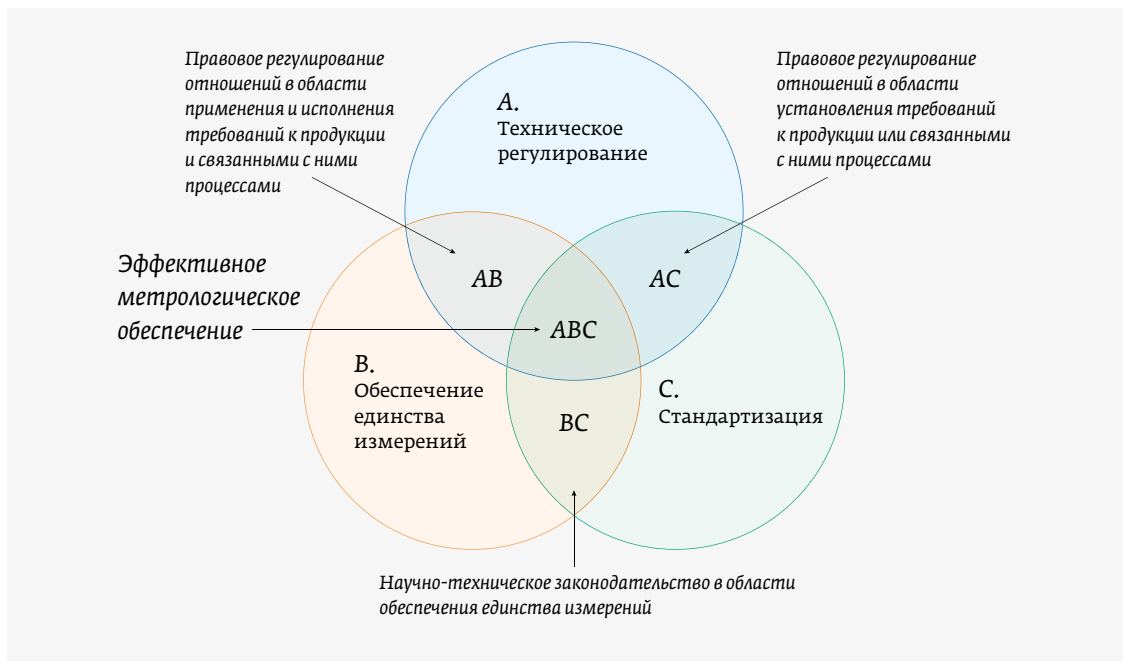 Правовое регулирование
отношений в области
применения и исполнения
требований к продукции
и связанными с ними
процессами
Правовое регулирование
отношений в области
установления требований
к продукции или связанными
с ними процессами
A.
Техническое
регулирование
Эффективное
метрологическое
обеспечение
AB
AC
ABC
B.
Обеспечение
единства
измерений
C.
Стандартизация
BC
Научно-техническое законодательство в области
обеспечения единства измерений